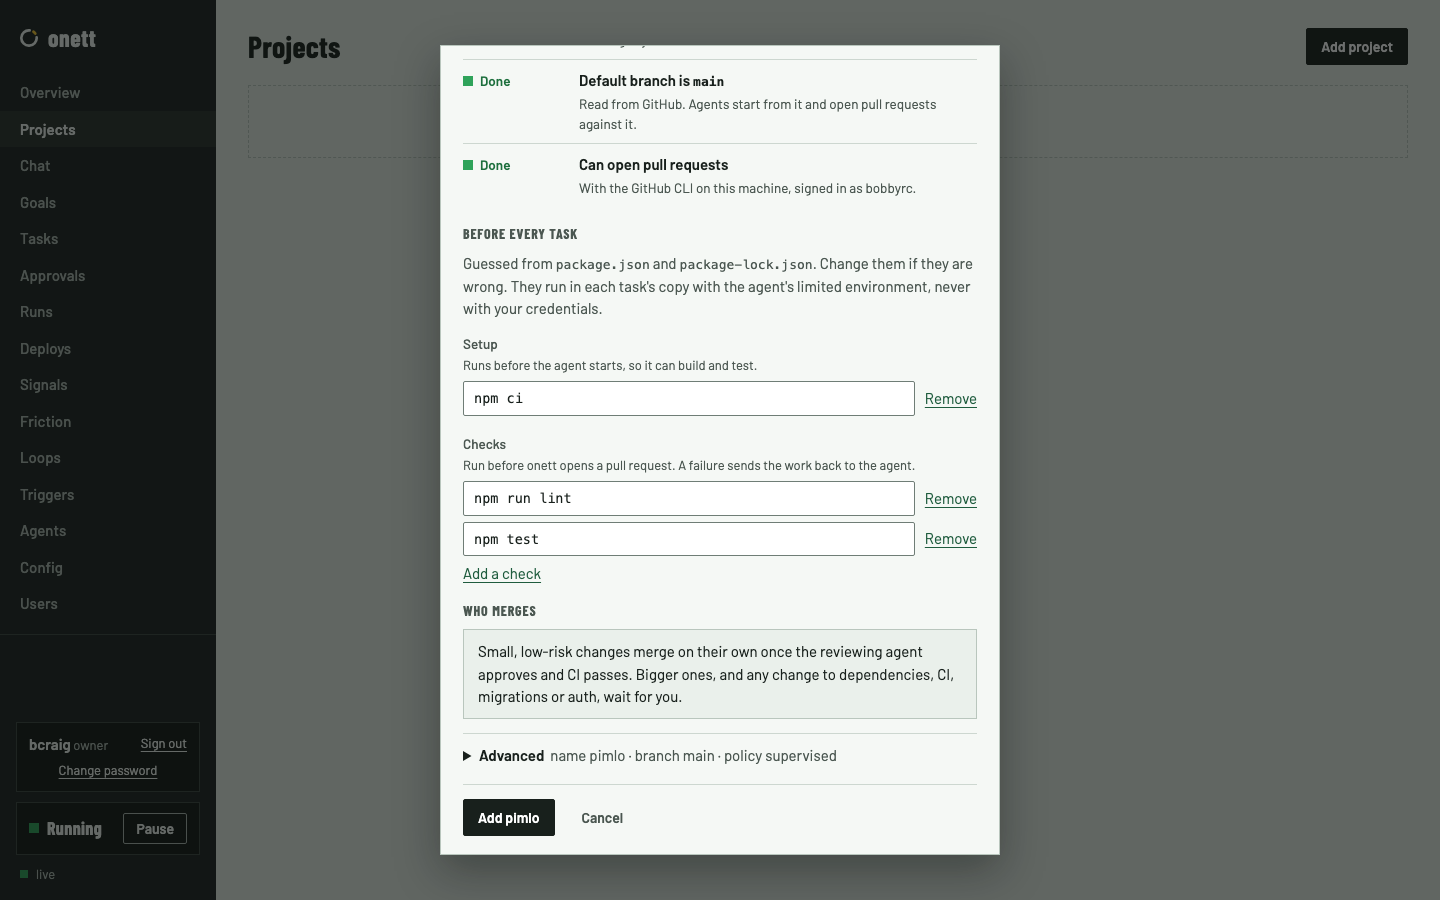 onett
Overview
Projects
Chat
Goals
Tasks
Approvals
Runs
Deploys
Signals
Friction
Loops
Triggers
Agents
Config
Users
bcraig owner
Sign out
Change password
Running
Pause
live
Projects
Add project
Done
Default branch is main
Read from GitHub. Agents start from it and open pull requests
against it.
Done
Can open pull requests
With the GitHub CLI on this machine, signed in as bobbyrc.
BEFORE EVERY TASK
Guessed from package.json and package-lock.json. Change them if they are
wrong. They run in each task's copy with the agent's limited environment, never
with your credentials.
Setup
Runs before the agent starts, so it can build and test.
npm ci
Remove
Checks
Run before onett opens a pull request. A failure sends the work back to the agent.
npm run lint
Remove
npm test
Remove
Add a check
WHO MERGES
Small, low-risk changes merge on their own once the reviewing agent
approves and CI passes. Bigger ones, and any change to dependencies, CI,
migrations or auth, wait for you.
Advanced name pimlo · branch main · policy supervised
Add pimlo
Cancel